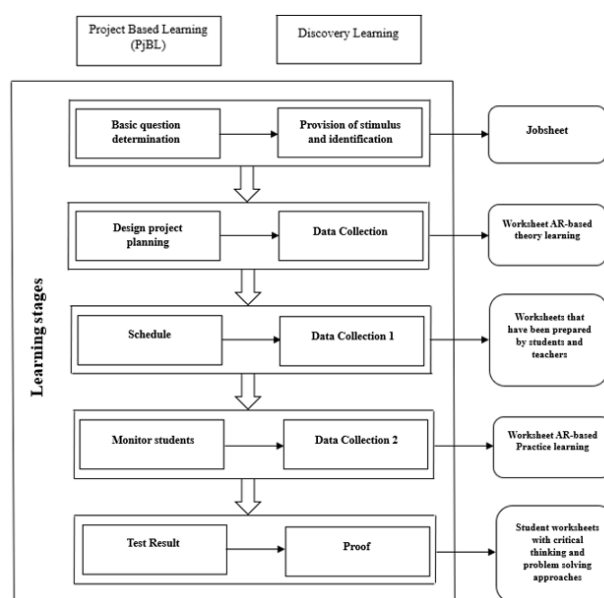 Project Based Learning
(PjBL)
Discovery Learning
Learning stages
Basic question
determination
Provision of stimulus
and identification
Jobsheet
Design project
planning
Data Collection
Worksheet AR-based
theory learning
Schedule
Data Collection 1
Worksheets that
have been prepared
by students and
teachers
Monitor students
Data Collection 2
Worksheet AR-based
Practice learning
Test Result
Proof
Student worksheets
with critical
thinking and
problem solving
approaches